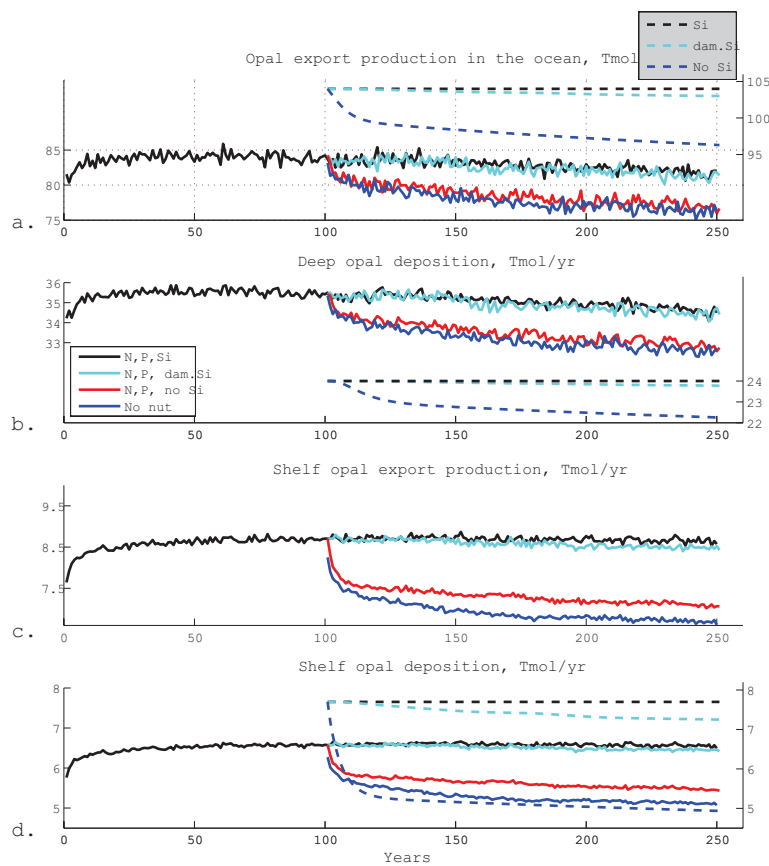 Si
dam.Si
No Si
Opal export production in the ocean, Tmol
105
100
95
85
80
75
a.
0 50 100 150 200 250
Deep opal deposition, Tmol/yr
36
35
34
33
N,P,Si
N,P, dam.Si
N,P, no Si
No nut
24
23
22
b.
0 50 100 150 200 250
Shelf opal export production, Tmol/yr
9.5
8.5
7.5
c.
0 50 100 150 200 250
Shelf opal deposition, Tmol/yr
8
7
6
5
8
7
6
5
d.
0 50 100 150 200 250
Years